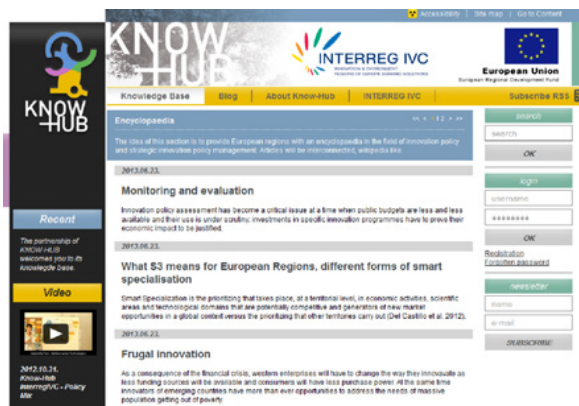 Accessibility | Site map | Go to Content
KNOW
HUB
INTERREG IVC
INNOVATION & ENVIRONMENT
REGIONS OF EUROPE SHARING SOLUTIONS
European Union
European Regional Development Fund
KNOW
HUB
Knowledge Base
Blog
About Know-Hub
INTERREG IVC
Subscribe RSS
Encyclopaedia
<< < 1 2 > >>
The idea of this section is to provide European regions with an encyclopaedia in the field of innovation policy
and strategic innovation policy management. Articles will be interconnected, wikipedia like.
2013.06.23.
Monitoring and evaluation
Innovation policy assessment has become a critical issue at a time when public budgets are less and less
available and their use is under scrutiny: investments in specific innovation programmes have to prove their
economic impact to be justified.
2013.06.23.
What S3 means for European Regions, different forms of smart
specialisation
Smart Specialization is the prioritizing that takes place, at a territorial level, in economic activities, scientific
areas and technological domains that are potentially competitive and generators of new market
opportunities in a global context versus the prioritizing that other territories carry out (Del Castillo et al. 2012).
2013.06.23.
Frugal innovation
As a consequence of the financial crisis, western enterprises will have to change the way they innovate as
less funding sources will be available and consumers will have less purchase power. At the same time
innovators of emerging countries have more than ever opportunities to address the needs of massive
population getting out of poverty.
Recent
The partnership of
KNOW-HUB
welcomes you to its
knowlegde base.
Video
2012.10.31.
Know-Hub
InterregIVC - Policy
Mix
search
search
OK
login
username
********
OK
Registration
Forgotten password
newsletter
name
e-mail
SUBSCRIBE